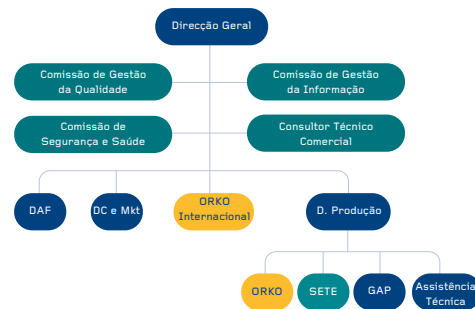 Direcção Geral
Comissão de Gestão
da Qualidade
Comissão de Gestão
da Informação
Comissão de
Segurança e Saúde
Consultor Técnico
Comercial
DAF
DC e Mkt
ORKO
Internacional
D. Produção
ORKO
SETE
GAP
Assistência
Técnica